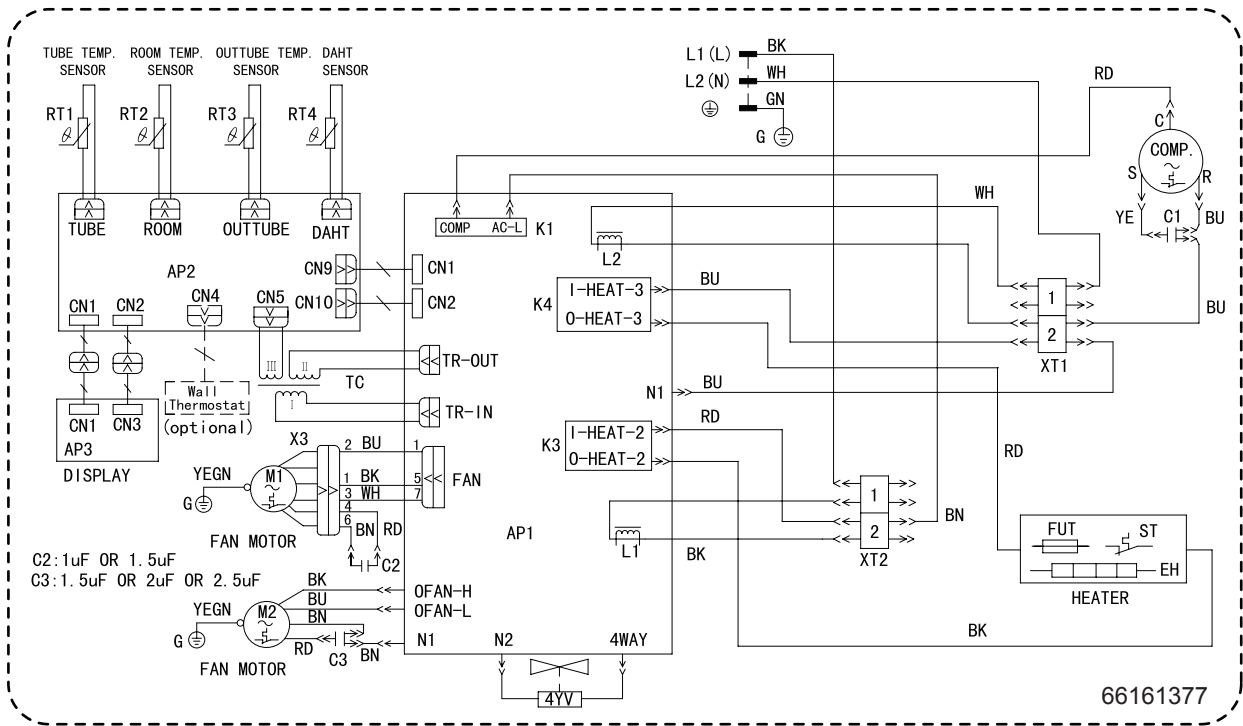 TUBE TEMP. SENSOR
ROOM TEMP. SENSOR
OUTTUBE TEMP. SENSOR
DAHT SENSOR
RT1
RT2
RT3
RT4
θ
θ
θ
θ
TUBE
ROOM
OUTTUBE
DAHT
AP2
CN9
CN1
CN10
CN2
CN1
CN2
CN4
CN5
III
II
I
TC
TR-OUT
TR-IN
Wall
Thermostat
(optional)
CN1
CN3
AP3
DISPLAY
X3
2
BU
1
1
BK
5
FAN
3
WH
7
4
6
BN
RD
YEGN
M1
G
FAN MOTOR
C2
C2:1uF OR 1.5uF
C3:1.5uF OR 2uF OR 2.5uF
BK
OFAN-H
YEGN
BU
OFAN-L
M2
BN
G
RD
C3
BN
N1
FAN MOTOR
N2
4WAY
4YV
AP1
COMP
AC-L
K1
L2
K4
I-HEAT-3
O-HEAT-3
BU
N1
BU
RD
K3
I-HEAT-2
O-HEAT-2
L1
BK
L1(L)
BK
L2(N)
WH
GN
G
RD
C
COMP.
S
R
YE
C1
BU
WH
1
2
XT1
BU
RD
1
2
XT2
BN
FUT
ST
EH
HEATER
BK
66161377